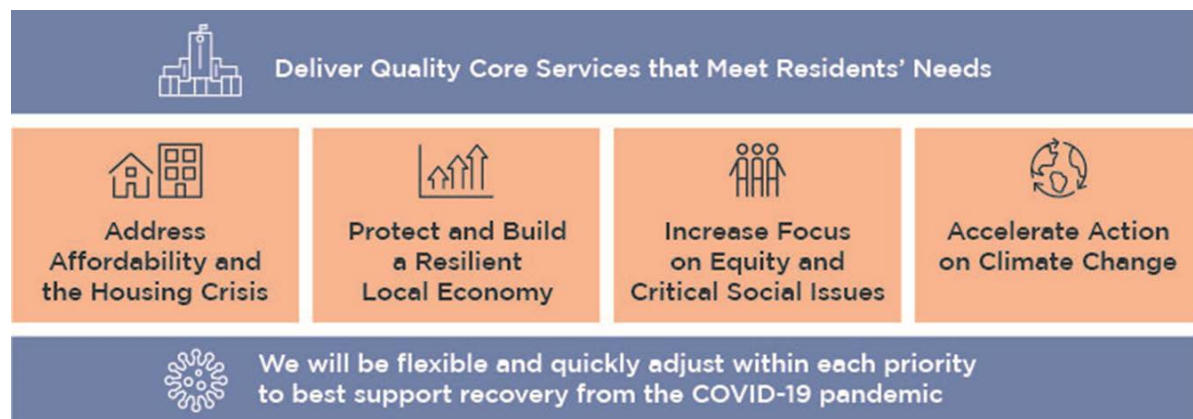 Deliver Quality Core Services that Meet Residents' Needs
Address
Affordability and
the Housing Crisis
Protect and Build
a Resilient
Local Economy
Increase Focus
on Equity and
Critical Social Issues
Accelerate Action
on Climate Change
We will be flexible and quickly adjust within each priority
to best support recovery from the COVID-19 pandemic